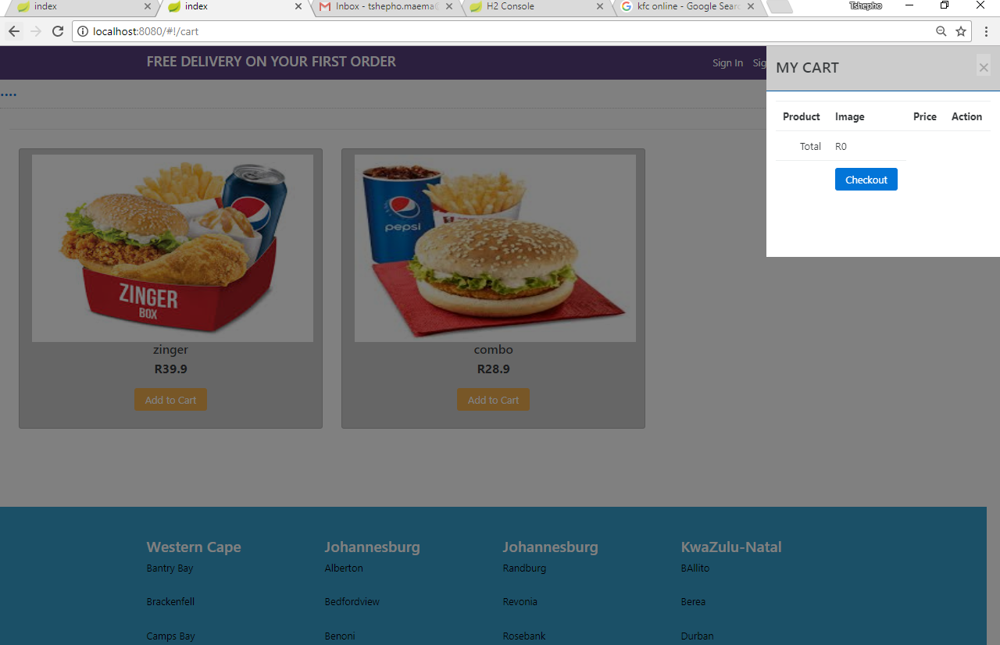 index
index
Inbox - tshepho.maema
H2 Console
kfc online - Google Sear
Tshepho
localhost:8080/#!/cart
FREE DELIVERY ON YOUR FIRST ORDER
Sign In Sig
MY CART
×
....
Product Image Price Action
Total R0
Checkout
ZINGER
BOX
pepsi
zinger
combo
R39.9
R28.9
Add to Cart
Add to Cart
Western Cape Johannesburg Johannesburg KwaZulu-Natal
Bantry Bay Alberton Randburg BAllito
Brackenfell Bedfordview Revonia Berea
Camps Bay Benoni Rosebank Durban